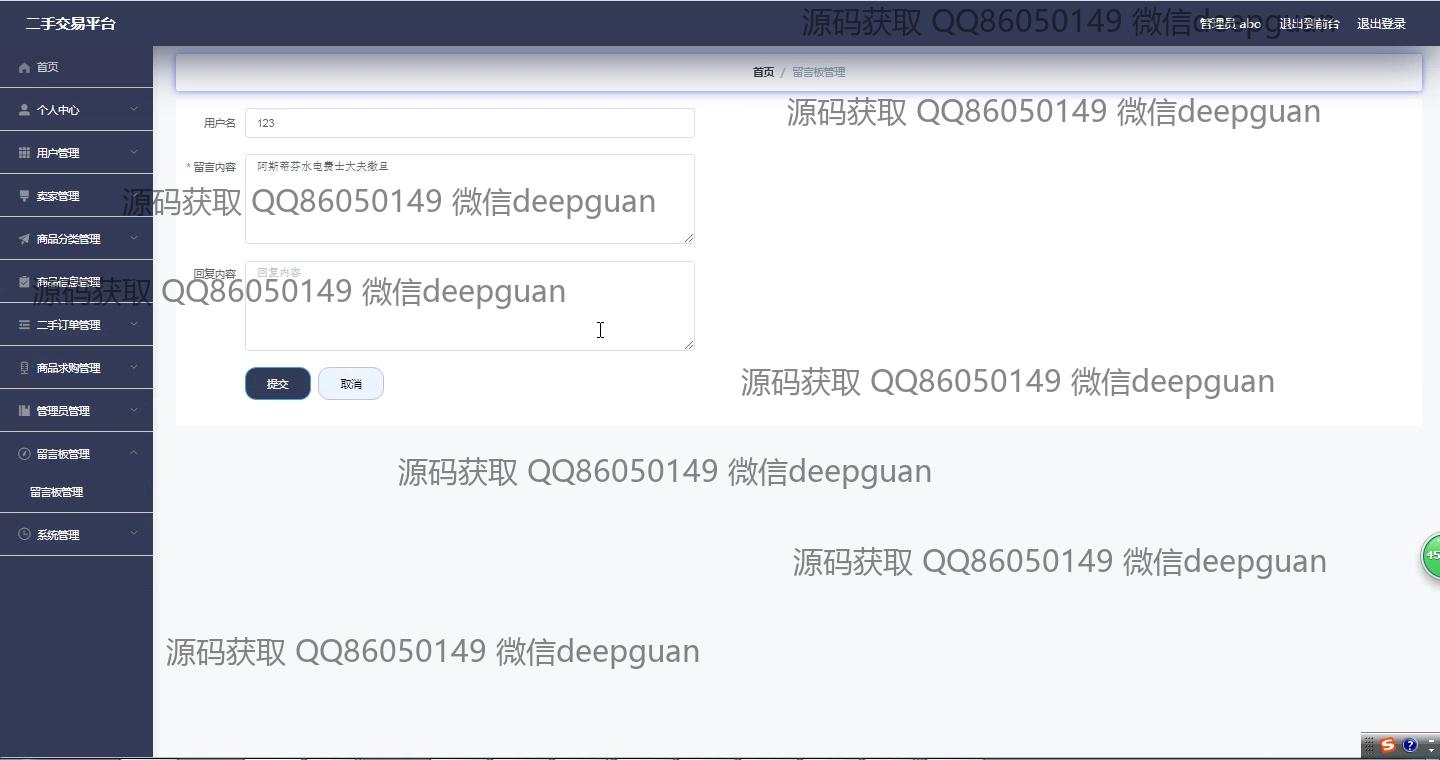 二手交易平台
源码获取 QQ86050149 微信deepguan
管理员 abo
退出到前台
退出登录
首页
个人中心
用户管理
卖家管理
商品分类管理
商品信息管理
二手订单管理
商品求购管理
管理员管理
留言板管理
留言板管理
系统管理
首页 / 留言板管理
源码获取 QQ86050149 微信deepguan
用户名 123
* 留言内容 阿斯蒂芬水电费士大夫撤旦
源码获取 QQ86050149 微信deepguan
回复内容 回复内容
源码获取 QQ86050149 微信deepguan
提交 取消
源码获取 QQ86050149 微信deepguan
源码获取 QQ86050149 微信deepguan
源码获取 QQ86050149 微信deepguan
45
源码获取 QQ86050149 微信deepguan